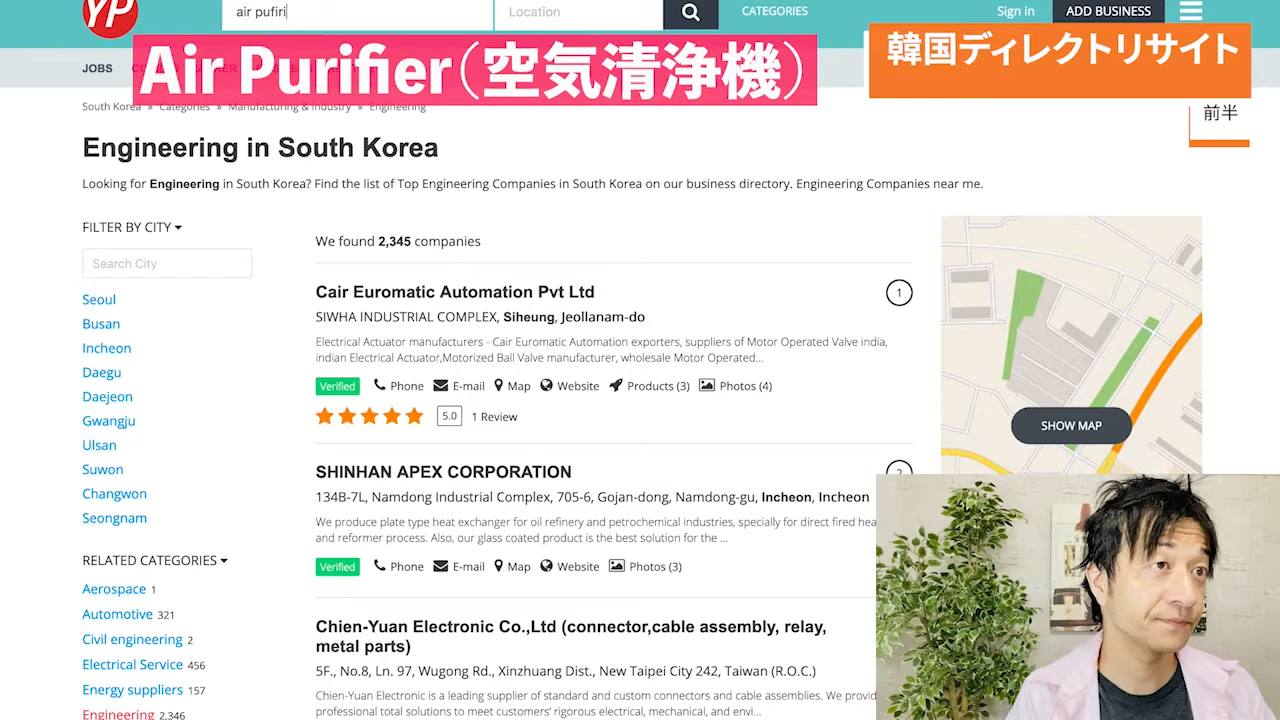 YP
air pufiri
Location
CATEGORIES
Sign in
ADD BUSINESS
Air Purifier（空気清浄機）
韓国ディレクトリサイト
前半
JOBS
South Korea » Categories » Manufacturing & Industry » Engineering
Engineering in South Korea
Looking for Engineering in South Korea? Find the list of Top Engineering Companies in South Korea on our business directory. Engineering Companies near me.
FILTER BY CITY
Search City
Seoul
Busan
Incheon
Daegu
Daejeon
Gwangju
Ulsan
Suwon
Changwon
Seongnam
RELATED CATEGORIES
Aerospace 1
Automotive 321
Civil engineering 2
Electrical Service 456
Energy suppliers 157
Engineering 2,346
We found 2,345 companies
Cair Euromatic Automation Pvt Ltd
1
SIWHA INDUSTRIAL COMPLEX, Siheung, Jeollanam-do
Electrical Actuator manufacturers - Cair Euromatic Automation exporters, suppliers of Motor Operated Valve india,
indian Electrical Actuator,Motorized Ball Valve manufacturer, wholesale Motor Operated...
Verified Phone E-mail Map Website Products (3) Photos (4)
5.0 1 Review
SHINHAN APEX CORPORATION
2
134B-7L, Namdong Industrial Complex, 705-6, Gojan-dong, Namdong-gu, Incheon, Incheon
We produce plate type heat exchanger for oil refinery and petrochemical industries, specially for direct fired hea
and reformer process. Also, our glass coated product is the best solution for the ...
Verified Phone E-mail Map Website Photos (3)
Chien-Yuan Electronic Co.,Ltd (connector,cable assembly, relay,
metal parts)
5F., No.8, Ln. 97, Wugong Rd., Xinzhuang Dist., New Taipei City 242, Taiwan (R.O.C.)
Chien-Yuan Electronic is a leading supplier of standard and custom connectors and cable assemblies. We provid
professional total solutions to meet customers' rigorous electrical, mechanical, and envi...
SHOW MAP